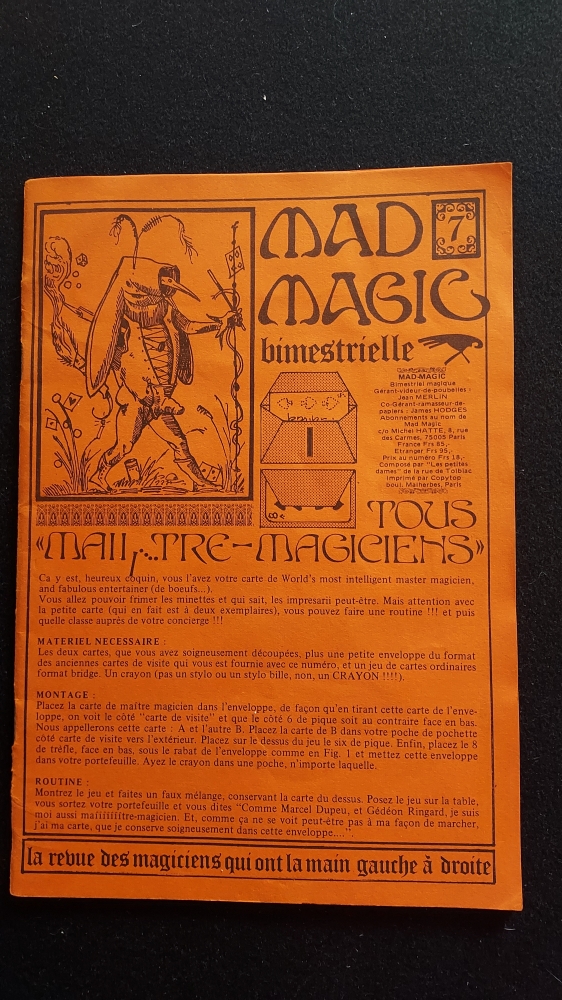 MAD
7
MAGIC
bimestrielle
MAD-MAGIC
Bimestriel magique
Gérant-videur-de-poubelles :
Jean MERLIN
Co-Gérant-ramasseur-de-
papiers : James HODGES
Abonnements au nom de
Mad Magic
c/o Michel HATTE, 8, rue
des Carmes, 75005 Paris
France Frs 85,-
Etranger Frs 95,-
Prix au numéro Frs 18,-
Composé par "Les petites
dames" de la rue de Tolbiac
Imprimé par Copytop
boul. Malherbes, Paris
TOUS
«MAII...TRE-MAGICIENS»
Ca y est, heureux coquin, vous l'avez votre carte de World's most intelligent master magicien,
and fabulous entertainer (de boeufs...).
Vous allez pouvoir frimer les minettes et qui sait, les impresarii peut-être. Mais attention avec
la petite carte (qui en fait est à deux exemplaires), vous pouvez faire une routine !!! et puis
quelle classe auprès de votre concierge !!!
MATERIEL NECESSAIRE :
Les deux cartes, que vous avez soigneusement découpées, plus une petite enveloppe du format
des anciennes cartes de visite qui vous est fournie avec ce numéro, et un jeu de cartes ordinaires
format bridge. Un crayon (pas un stylo ou un stylo bille, non, un CRAYON !!!!).
MONTAGE :
Placez la carte de maître magicien dans l'enveloppe, de façon qu'en tirant cette carte de l'enve-
loppe, on voit le côté "carte de visite" et que le côté 6 de pique soit au contraire face en bas.
Nous appellerons cette carte : A et l'autre B. Placez la carte de B dans votre poche de pochette
côté carte de visite vers l'extérieur. Placez sur le dessus du jeu le six de pique. Enfin, placez le 8
de trèfle, face en bas, sous le rabat de l'enveloppe comme en Fig. 1 et mettez cette enveloppe
dans votre portefeuille. Ayez le crayon dans une poche, n'importe laquelle.
ROUTINE :
Montrez le jeu et faites un faux mélange, conservant la carte du dessus. Posez le jeu sur la table,
vous sortez votre portefeuille et vous dites "Comme Marcel Dupeu, et Gédéon Ringard, je suis
moi aussi maîîîîîîître-magicien. Et, comme ça ne se voit peut-être pas à ma façon de marcher,
j'ai ma carte, que je conserve soigneusement dans cette enveloppe....".
la revue des magiciens qui ont la main gauche à droite